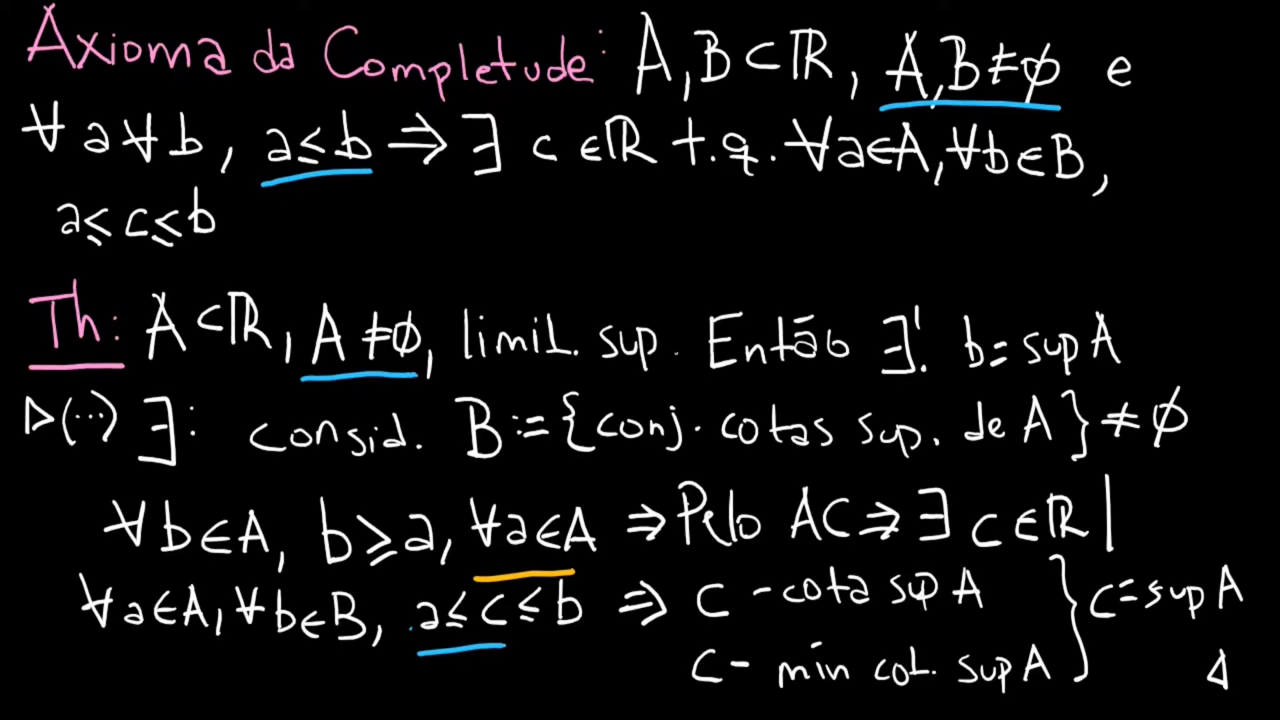 Axioma da Completude: A, B ⊂ ℝ, A, B ≠ ∅ e
∀ a ∀ b, a ≤ b ⇒ ∃ c ∈ ℝ t.q. ∀a∈A, ∀b∈B,
a ≤ c ≤ b
Th: A ⊂ ℝ, A ≠ ∅, limit. sup. Então ∃! b = sup A
▷(...) ∃: consid. B := {conj. cotas sup. de A} ≠ ∅
∀b∈A, b ⩾ a, ∀a∈A ⇒ Pelo AC ⇒ ∃ c∈ℝ |
∀a∈A, ∀b∈B, a ≤ c ≤ b ⇒ c - cota sup A } c = sup A
c - min cot. sup A ◁